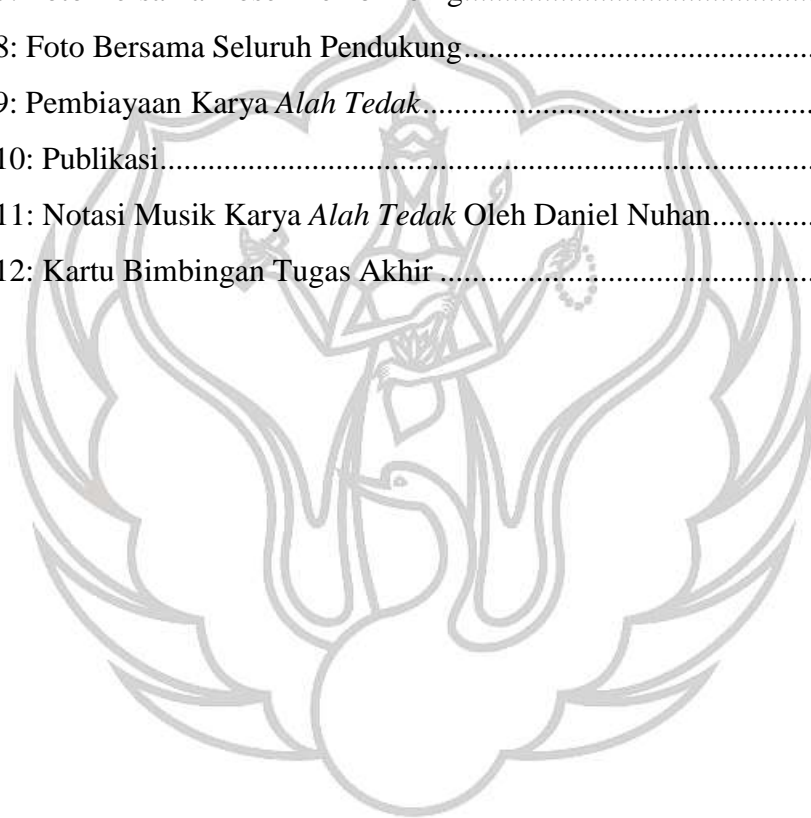 8: Foto Bersama Seluruh Pendukung..........................................
9: Pembiayaan Karya Alah Tedak...............................................
10: Publikasi................................................................................
11: Notasi Musik Karya Alah Tedak Oleh Daniel Nuhan............
12: Kartu Bimbingan Tugas Akhir .............................................